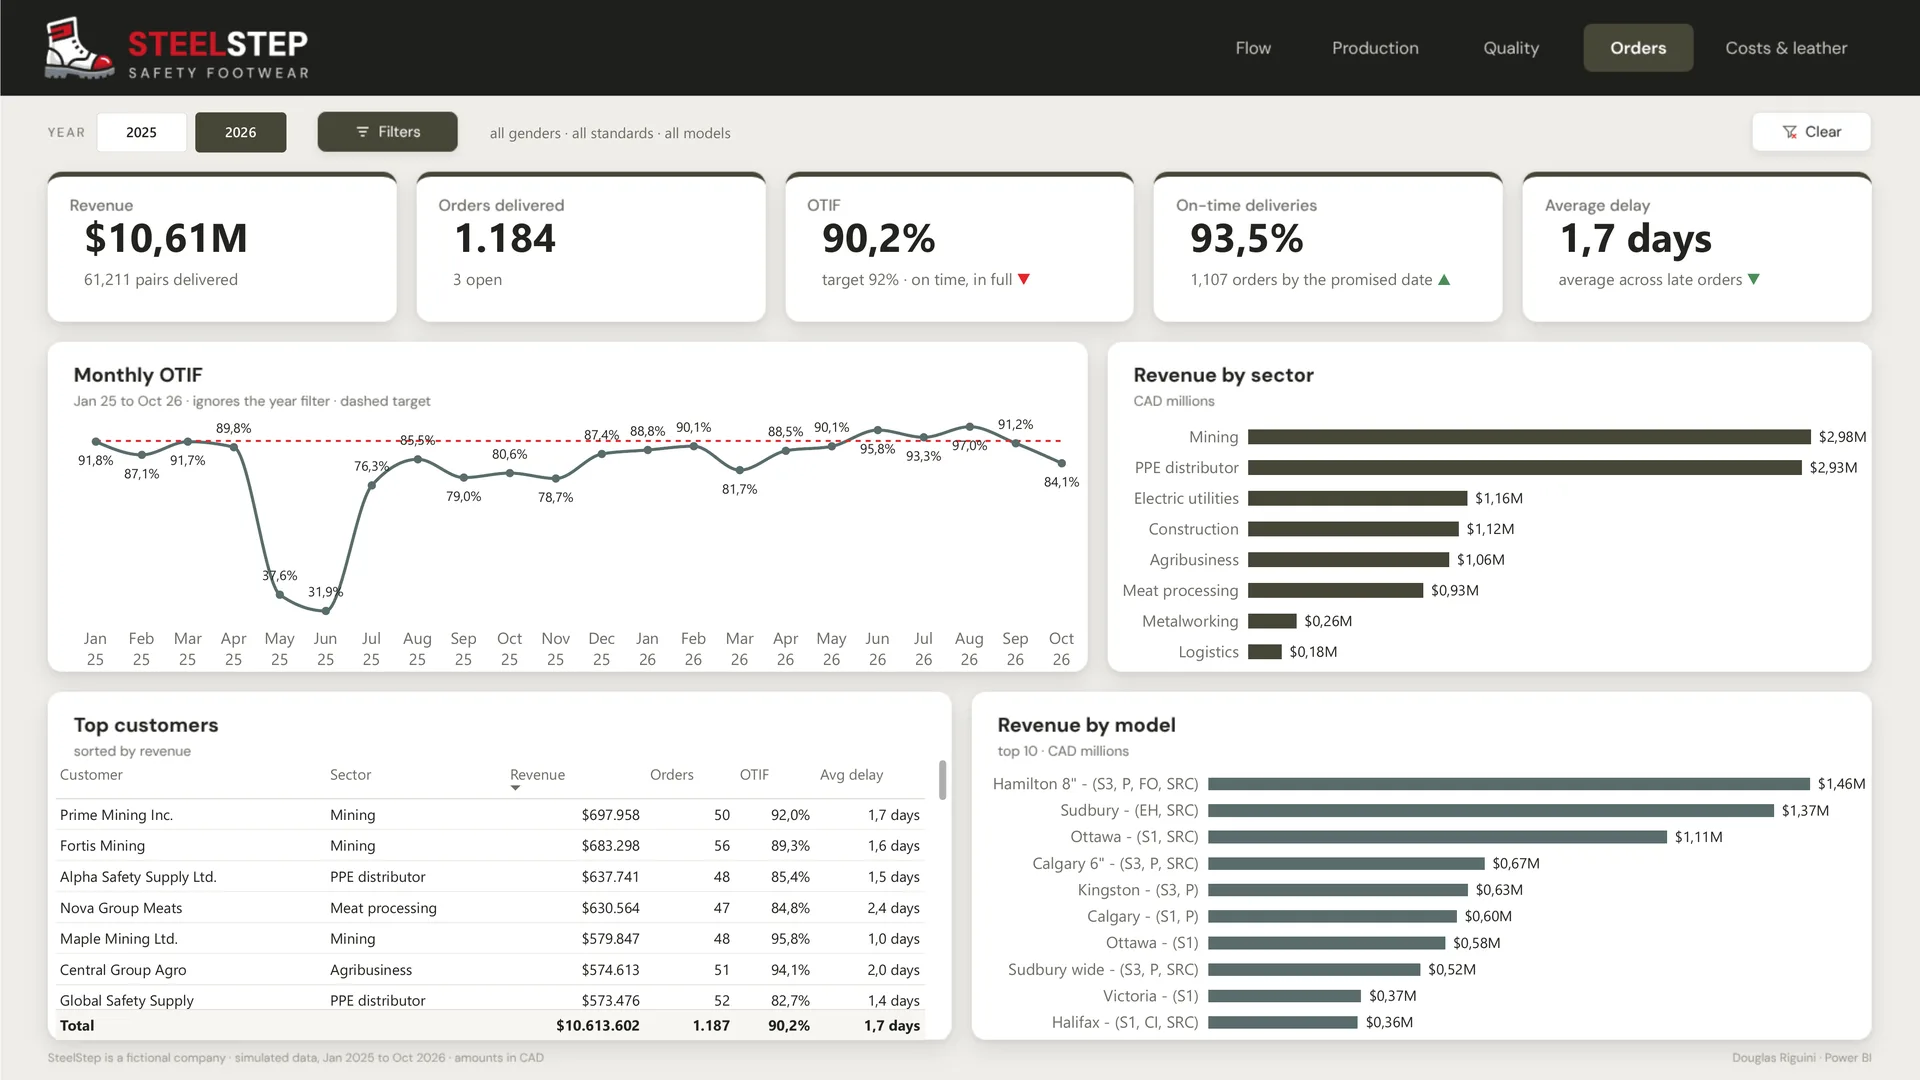 STEELSTEP
SAFETY FOOTWEAR
Flow Production Quality Orders Costs & leather
YEAR 2025 2026 Filters all genders · all standards · all models Clear
Revenue
$10,61M
61,211 pairs delivered
Orders delivered
1.184
3 open
OTIF
90,2%
target 92% · on time, in full ▼
On-time deliveries
93,5%
1,107 orders by the promised date ▲
Average delay
1,7 days
average across late orders ▼
Monthly OTIF
Jan 25 to Oct 26 · ignores the year filter · dashed target
91,8% 87,1% 91,7% 89,8% 37,6% 31,9% 76,3% 85,5% 79,0% 80,6% 78,7% 87,4% 88,8% 90,1% 81,7% 88,5% 90,1% 95,8% 93,3% 97,0% 91,2% 84,1%
Jan Feb Mar Apr May Jun Jul Aug Sep Oct Nov Dec Jan Feb Mar Apr May Jun Jul Aug Sep Oct
25 25 25 25 25 25 25 25 25 25 25 25 26 26 26 26 26 26 26 26 26 26
Revenue by sector
CAD millions
Mining $2,98M
PPE distributor $2,93M
Electric utilities $1,16M
Construction $1,12M
Agribusiness $1,06M
Meat processing $0,93M
Metalworking $0,26M
Logistics $0,18M
Top customers
sorted by revenue
Customer Sector Revenue Orders OTIF Avg delay
Prime Mining Inc. Mining $697.958 50 92,0% 1,7 days
Fortis Mining Mining $683.298 56 89,3% 1,6 days
Alpha Safety Supply Ltd. PPE distributor $637.741 48 85,4% 1,5 days
Nova Group Meats Meat processing $630.564 47 84,8% 2,4 days
Maple Mining Ltd. Mining $579.847 48 95,8% 1,0 days
Central Group Agro Agribusiness $574.613 51 94,1% 2,0 days
Global Safety Supply PPE distributor $573.476 52 82,7% 1,4 days
Total $10.613.602 1.187 90,2% 1,7 days
Revenue by model
top 10 · CAD millions
Hamilton 8" - (S3, P, FO, SRC) $1,46M
Sudbury - (EH, SRC) $1,37M
Ottawa - (S1, SRC) $1,11M
Calgary 6" - (S3, P, SRC) $0,67M
Kingston - (S3, P) $0,63M
Calgary - (S1, P) $0,60M
Ottawa - (S1) $0,58M
Sudbury wide - (S3, P, SRC) $0,52M
Victoria - (S1) $0,37M
Halifax - (S1, CI, SRC) $0,36M
SteelStep is a fictional company · simulated data, Jan 2025 to Oct 2026 · amounts in CAD
Douglas Riguini · Power BI